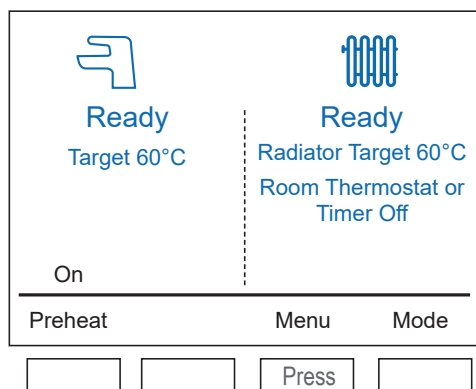 Ready
Target 60°C
On
Ready
Radiator Target 60°C
Room Thermostat or
Timer Off
Preheat
Menu
Mode
Press